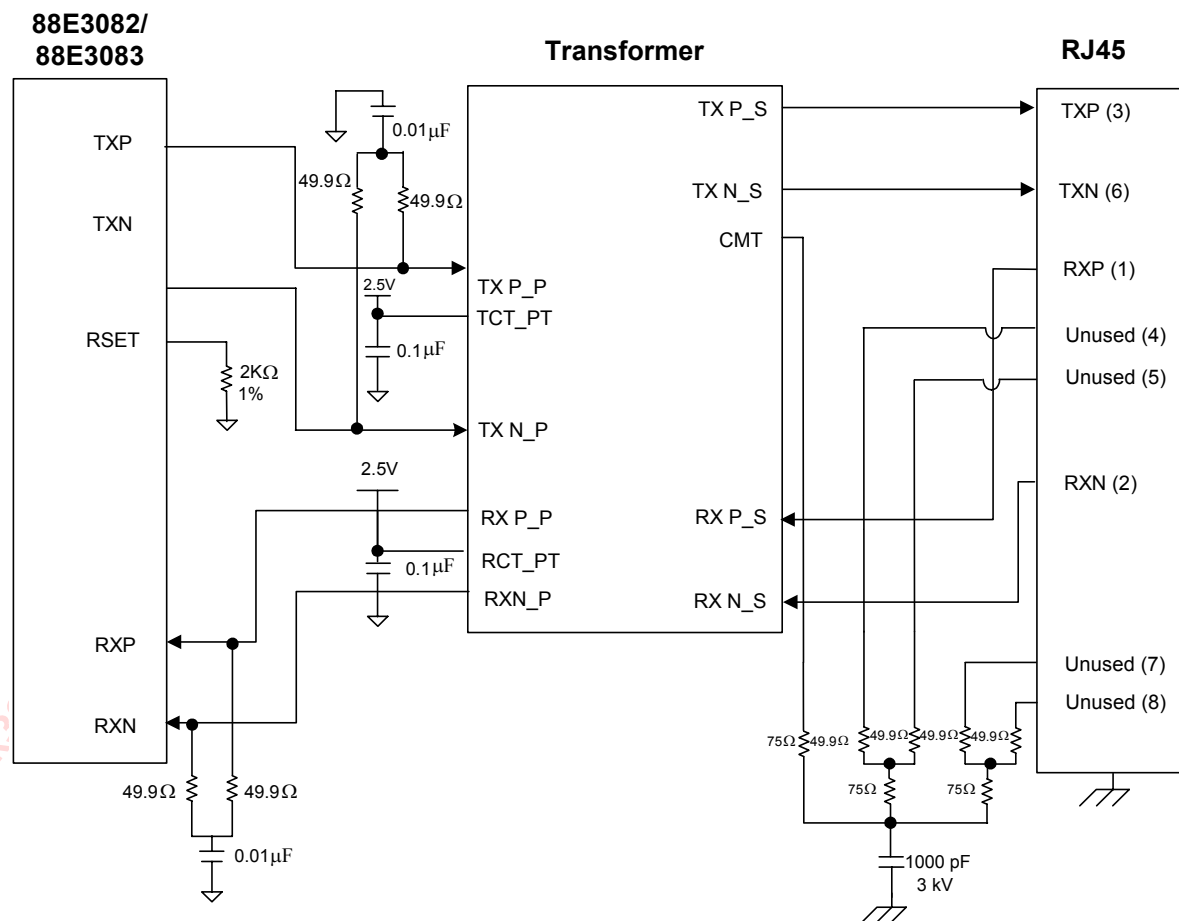 88E3082/
88E3083
Transformer
RJ45
TXP
TXN
RSET
RXP
RXN
2KΩ
1%
0.01μF
49.9Ω
49.9Ω
2.5V
0.1μF
2.5V
0.1μF
49.9Ω
49.9Ω
0.01μF
TX P_P
TCT_PT
TX N_P
RX P_P
RCT_PT
RXN_P
TX P_S
TX N_S
CMT
RX P_S
RX N_S
TXP (3)
TXN (6)
RXP (1)
Unused (4)
Unused (5)
RXN (2)
Unused (7)
Unused (8)
75Ω
49.9Ω
49.9Ω
49.9Ω
49.9Ω
75Ω
75Ω
1000 pF
3 kV